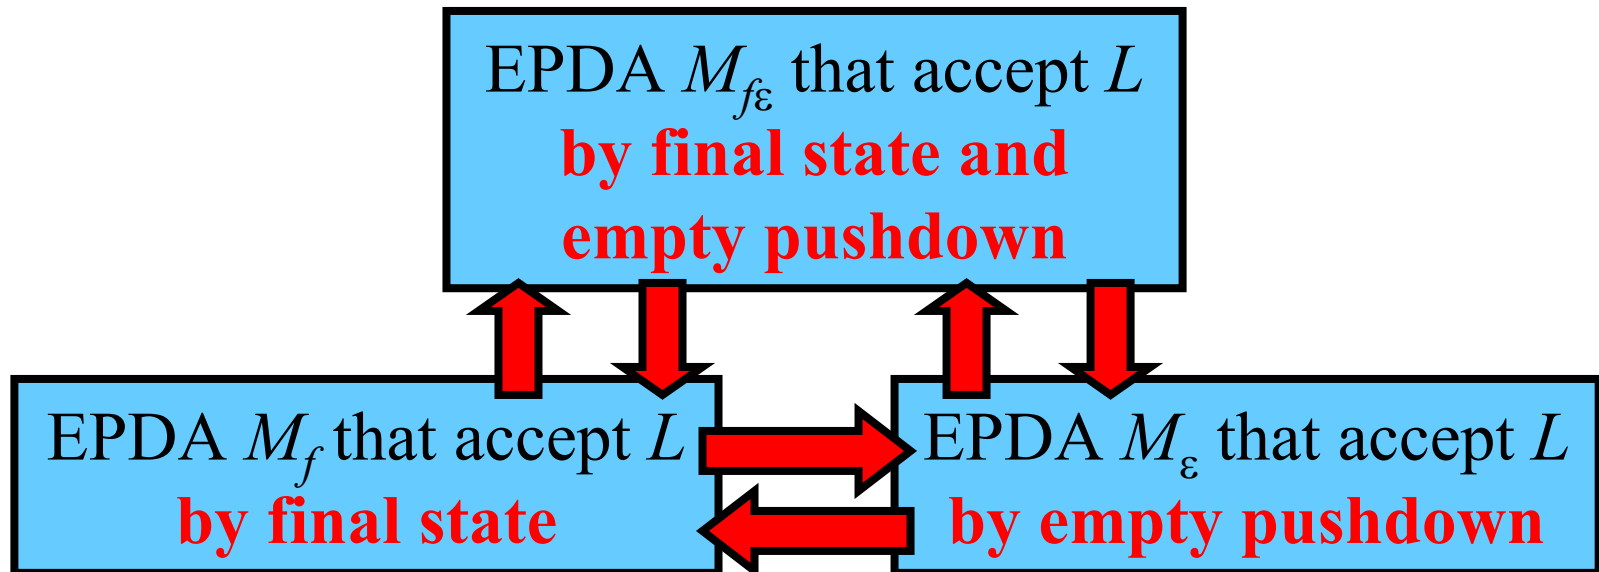 EPDA M_fε that accept L
by final state and
empty pushdown
EPDA M_f that accept L
by final state
EPDA M_ε that accept L
by empty pushdown